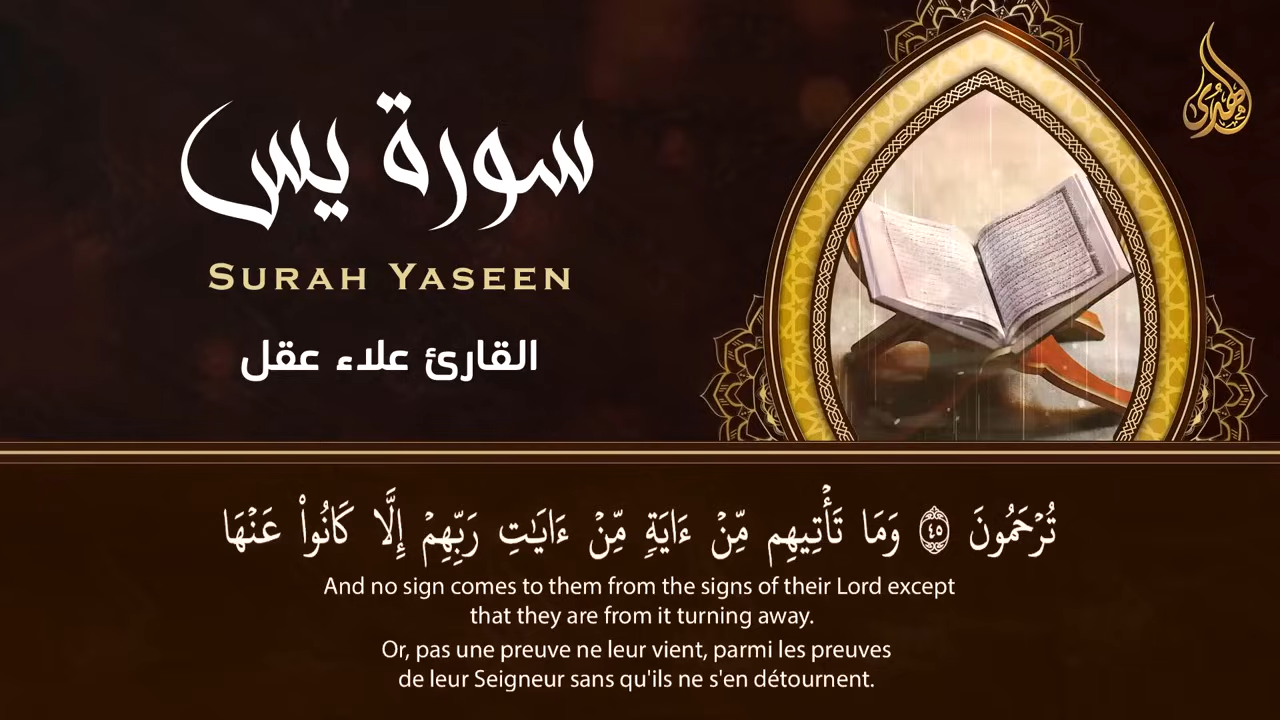 سورة يس
SURAH YASEEN
القارئ علاء عقل
الهدى
تُرْحَمُونَ ٤٥ وَمَا تَأْتِيهِم مِّنْ ءَايَةٍ مِّنْ ءَايَٰتِ رَبِّهِمْ إِلَّا كَانُوا۟ عَنْهَا
And no sign comes to them from the signs of their Lord except
that they are from it turning away.
Or, pas une preuve ne leur vient, parmi les preuves
de leur Seigneur sans qu'ils ne s'en détournent.